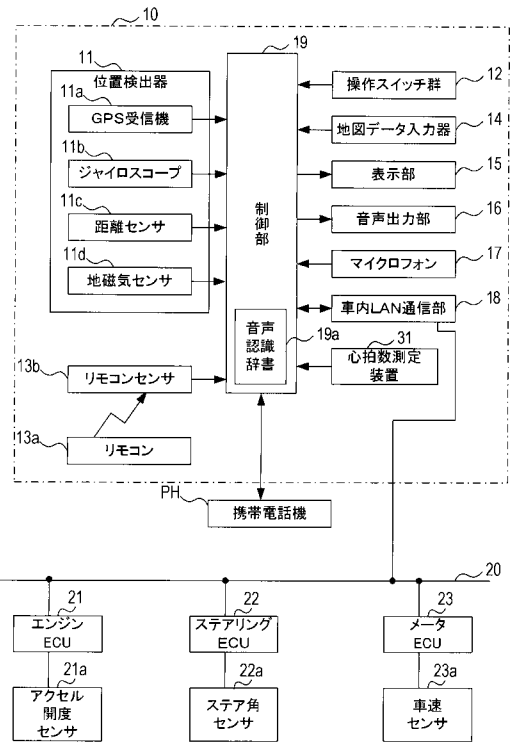 10
11
位置検出器
11a
GPS受信機
11b
ジャイロスコープ
11c
距離センサ
11d
地磁気センサ
13b
リモコンセンサ
13a
リモコン
19
制
御
部
音声
認識
辞書
19a
操作スイッチ群
12
地図データ入力器
14
表示部
15
音声出力部
16
マイクロフォン
17
車内LAN通信部
18
31
心拍数測定
装置
PH
携帯電話機
20
21
エンジン
ECU
21a
アクセル
開度
センサ
22
ステアリング
ECU
22a
ステア角
センサ
23
メータ
ECU
23a
車速
センサ